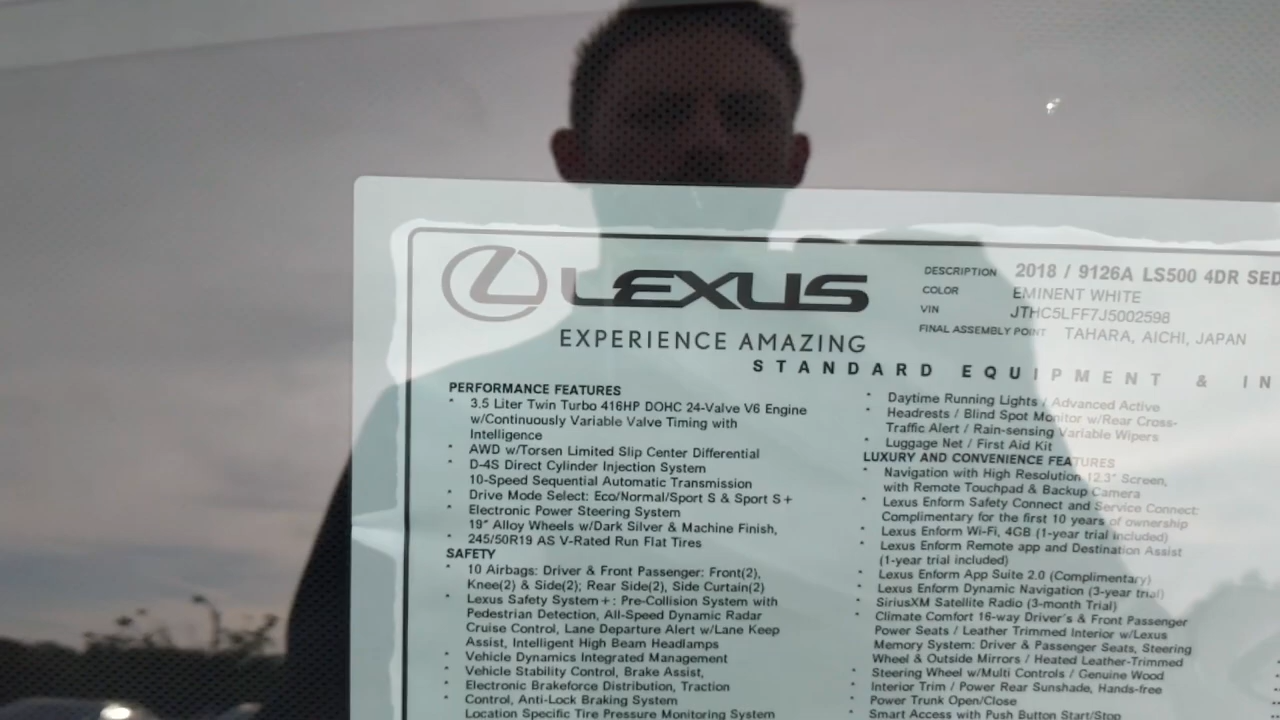 LEXUS
EXPERIENCE AMAZING
DESCRIPTION 2018 / 9126A LS500 4DR SED
COLOR EMINENT WHITE
VIN JTHC5LFF7J5002598
FINAL ASSEMBLY POINT TAHARA, AICHI, JAPAN
STANDARD EQUIPMENT & IN
PERFORMANCE FEATURES
• 3.5 Liter Twin Turbo 416HP DOHC 24-Valve V6 Engine
w/Continuously Variable Valve Timing with
Intelligence
• AWD w/Torsen Limited Slip Center Differential
• D-4S Direct Cylinder Injection System
10-Speed Sequential Automatic Transmission
• Drive Mode Select: Eco/Normal/Sport S & Sport S+
• Electronic Power Steering System
19" Alloy Wheels w/Dark Silver & Machine Finish,
• 245/50R19 AS V-Rated Run Flat Tires
SAFETY
• 10 Airbags: Driver & Front Passenger: Front(2),
Knee(2) & Side(2); Rear Side(2), Side Curtain(2)
• Lexus Safety System+: Pre-Collision System with
Pedestrian Detection, All-Speed Dynamic Radar
Cruise Control, Lane Departure Alert w/Lane Keep
Assist, Intelligent High Beam Headlamps
• Vehicle Dynamics Integrated Management
• Vehicle Stability Control, Brake Assist,
• Electronic Brakeforce Distribution, Traction
• Control, Anti-Lock Braking System
Location Specific Tire Pressure Monitoring System
• Daytime Running Lights / Advanced Active
• Headrests / Blind Spot Monitor w/Rear Cross-
Traffic Alert / Rain-sensing Variable Wipers
• Luggage Net / First Aid Kit
LUXURY AND CONVENIENCE FEATURES
• Navigation with High Resolution 12.3" Screen,
with Remote Touchpad & Backup Camera
• Lexus Enform Safety Connect and Service Connect:
Complimentary for the first 10 years of ownership
• Lexus Enform Wi-Fi, 4GB (1-year trial included)
• Lexus Enform Remote app and Destination Assist
(1-year trial included)
• Lexus Enform App Suite 2.0 (Complimentary)
• Lexus Enform Dynamic Navigation (3-year trial)
• SiriusXM Satellite Radio (3-month Trial)
• Climate Comfort 16-way Driver's & Front Passenger
Power Seats / Leather Trimmed Interior w/Lexus
Memory System: Driver & Passenger Seats, Steering
Wheel & Outside Mirrors / Heated Leather-Trimmed
• Steering Wheel w/Multi Controls / Genuine Wood
• Interior Trim / Power Rear Sunshade, Hands-free
• Power Trunk Open/Close
• Smart Access with Push Button Start/Stop